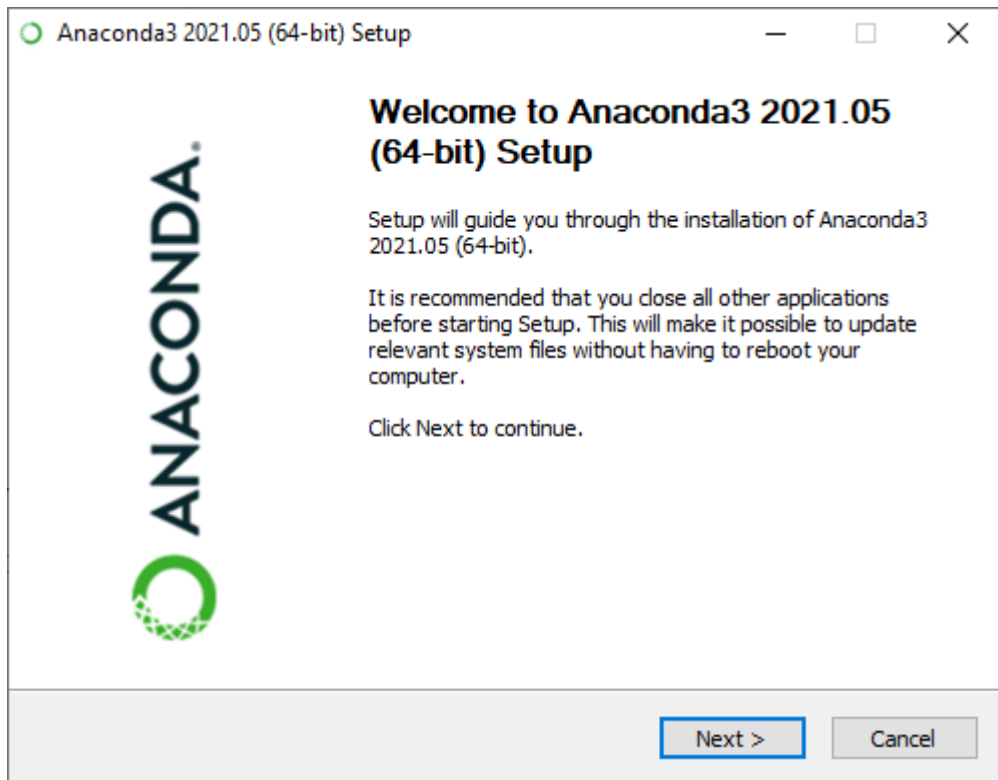 Anaconda3 2021.05 (64-bit) Setup
Welcome to Anaconda3 2021.05
(64-bit) Setup
Setup will guide you through the installation of Anaconda3
2021.05 (64-bit).
It is recommended that you close all other applications
before starting Setup. This will make it possible to update
relevant system files without having to reboot your
computer.
Click Next to continue.
ANACONDA.
Next >
Cancel